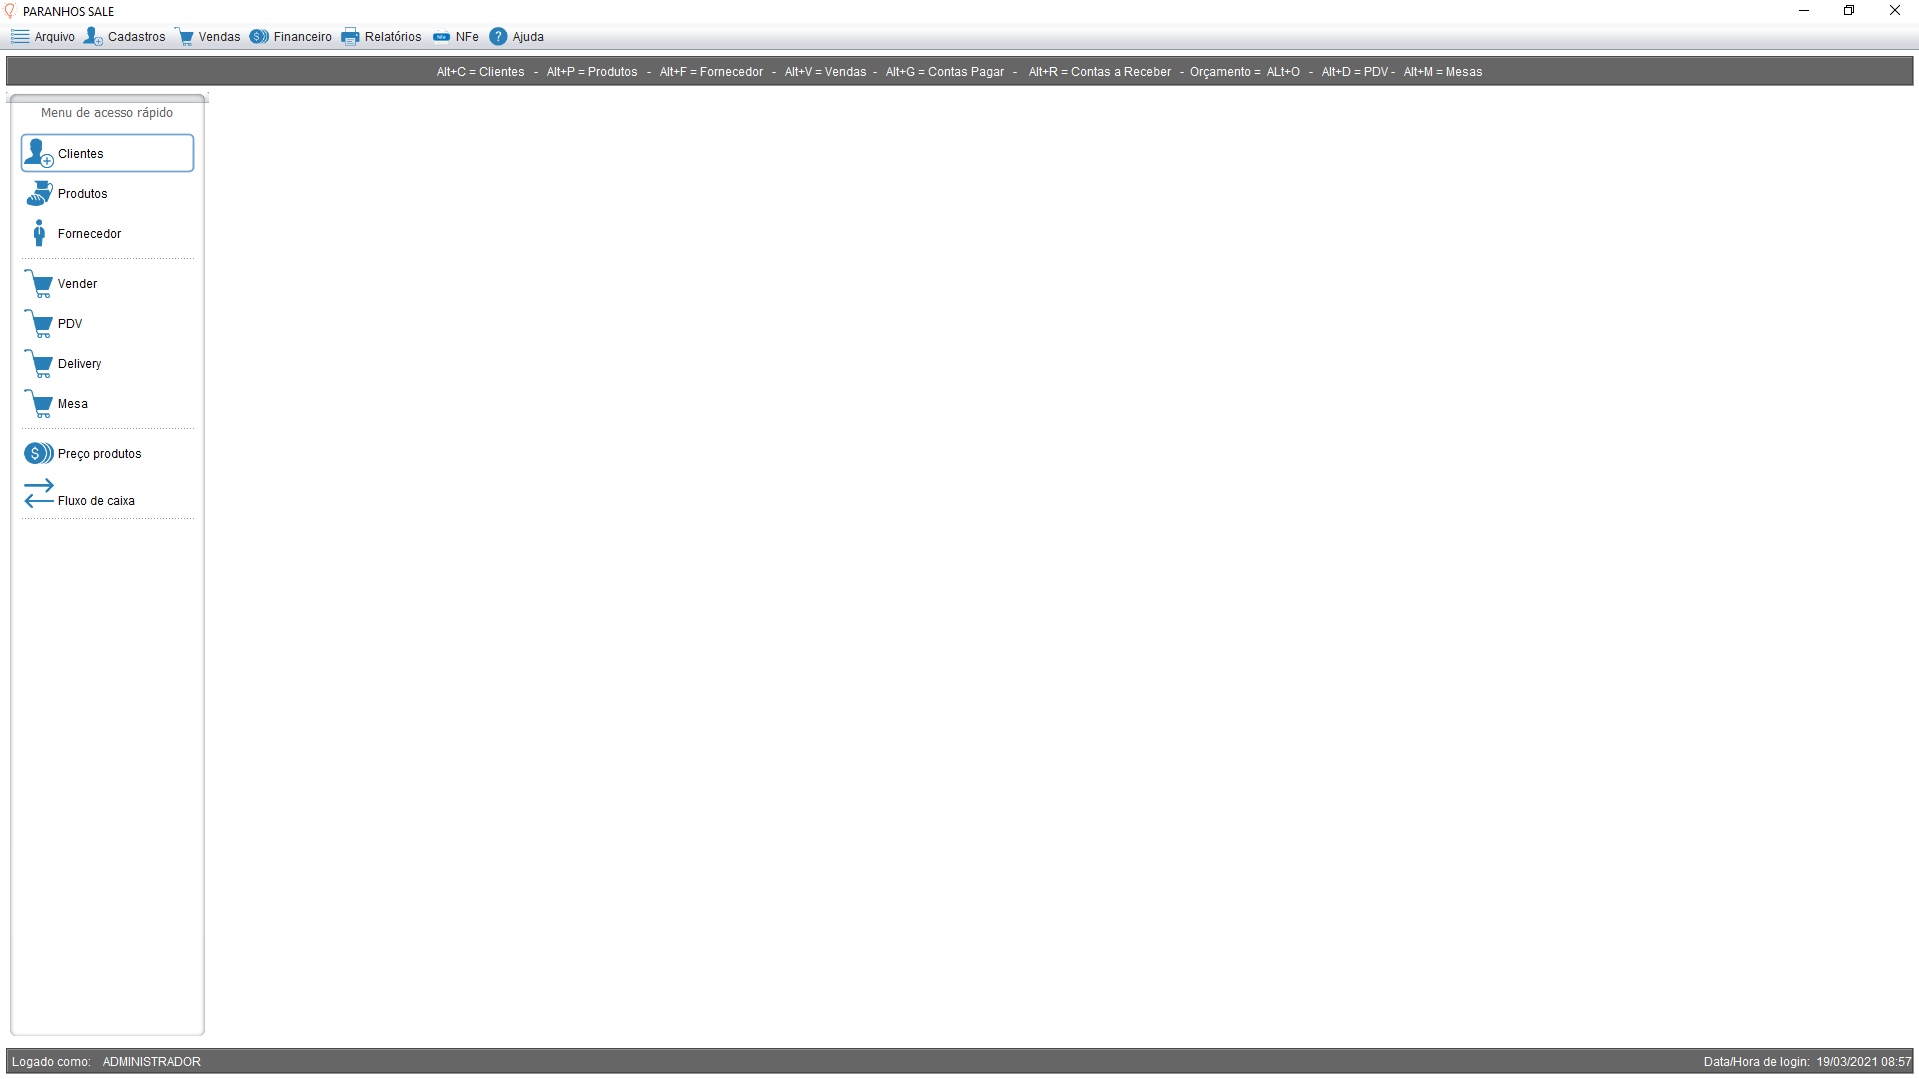 PARANHOS SALE
Arquivo Cadastros Vendas Financeiro Relatórios NFe Ajuda
Alt+C = Clientes - Alt+P = Produtos - Alt+F = Fornecedor - Alt+V = Vendas - Alt+G = Contas Pagar - Alt+R = Contas a Receber - Orçamento = ALt+O - Alt+D = PDV - Alt+M = Mesas
Menu de acesso rápido
Clientes
Produtos
Fornecedor
Vender
PDV
Delivery
Mesa
Preço produtos
Fluxo de caixa
Logado como: ADMINISTRADOR
Data/Hora de login: 19/03/2021 08:57